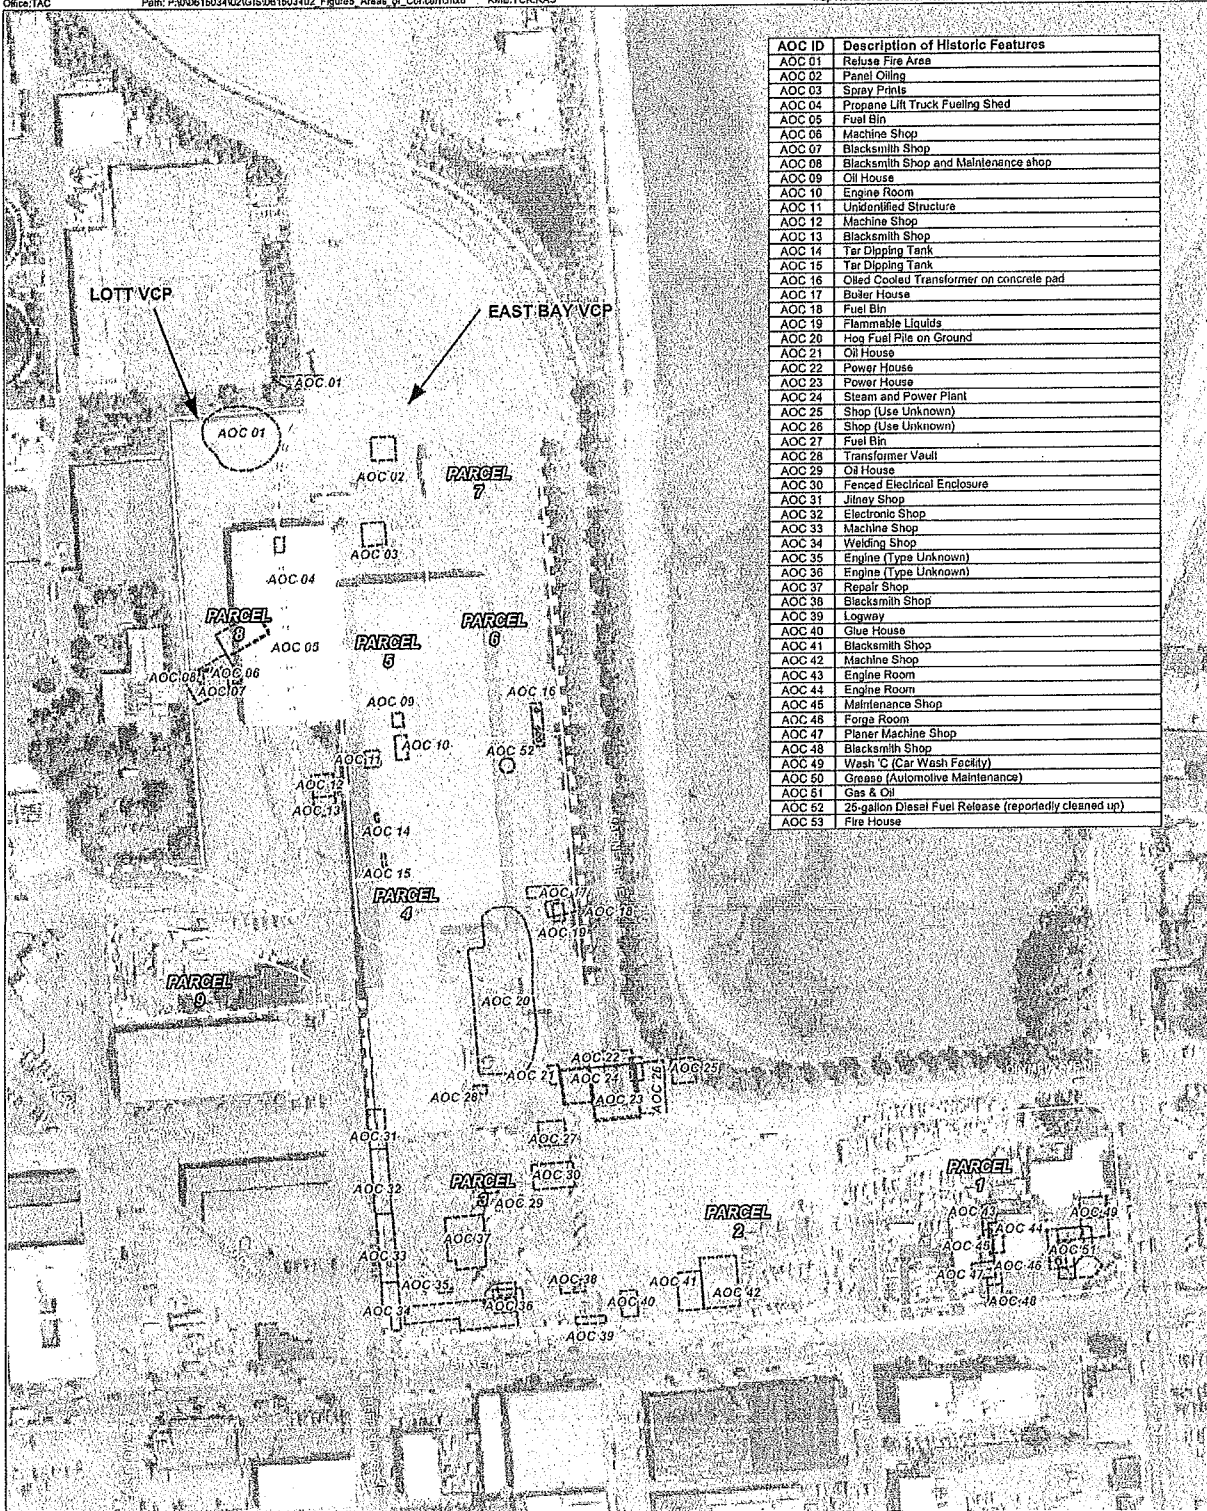 Office:TAC Path: P:\0\0615034\02\GIS\061503402_Figure5_Areas_of_Concern.mxd
AOC ID Description of Historic Features
AOC 01 Refuse Fire Area
AOC 02 Panel Oiling
AOC 03 Spray Prints
AOC 04 Propane Lift Truck Fueling Shed
AOC 05 Fuel Bin
AOC 06 Machine Shop
AOC 07 Blacksmith Shop
AOC 08 Blacksmith Shop and Maintenance shop
AOC 09 Oil House
AOC 10 Engine Room
AOC 11 Unidentified Structure
AOC 12 Machine Shop
AOC 13 Blacksmith Shop
AOC 14 Tar Dipping Tank
AOC 15 Tar Dipping Tank
AOC 16 Oiled Cooled Transformer on concrete pad
AOC 17 Boiler House
AOC 18 Fuel Bin
AOC 19 Flammable Liquids
AOC 20 Hog Fuel Pile on Ground
AOC 21 Oil House
AOC 22 Power House
AOC 23 Power House
AOC 24 Steam and Power Plant
AOC 25 Shop (Use Unknown)
AOC 26 Shop (Use Unknown)
AOC 27 Fuel Bin
AOC 28 Transformer Vault
AOC 29 Oil House
AOC 30 Fenced Electrical Enclosure
AOC 31 Jitney Shop
AOC 32 Electronic Shop
AOC 33 Machine Shop
AOC 34 Welding Shop
AOC 35 Engine (Type Unknown)
AOC 36 Engine (Type Unknown)
AOC 37 Repair Shop
AOC 38 Blacksmith Shop
AOC 39 Logway
AOC 40 Glue House
AOC 41 Blacksmith Shop
AOC 42 Machine Shop
AOC 43 Engine Room
AOC 44 Engine Room
AOC 45 Maintenance Shop
AOC 46 Forge Room
AOC 47 Planer Machine Shop
AOC 48 Blacksmith Shop
AOC 49 Wash 'C (Car Wash Facility)
AOC 50 Grease (Automotive Maintenance)
AOC 51 Gas & Oil
AOC 52 25-gallon Diesel Fuel Release (reportedly cleaned up)
AOC 53 Fire House
LOTT VCP
EAST BAY VCP
AOC 01
AOC 01
AOC 02
PARCEL
7
AOC 03
AOC 04
PARCEL
8
PARCEL
6
PARCEL
5
AOC 05
AOC 08
AOC 06
AOC 07
AOC 16
AOC 09
AOC 10
AOC 52
AOC 11
AOC 12
AOC 13
AOC 14
AOC 15
PARCEL
4
AOC 17
AOC 18
AOC 19
PARCEL
9
AOC 20
AOC 22
AOC 21
AOC 24
AOC 25
AOC 26
AOC 23
AOC 28
AOC 27
AOC 31
AOC 30
PARCEL
1
AOC 32
PARCEL
3
AOC 29
PARCEL
2
AOC 43
AOC 49
AOC 44
AOC 37
AOC 45
AOC 51
AOC 33
AOC 46
AOC 47
AOC 35
AOC 38
AOC 41
AOC 42
AOC 48
AOC 34
AOC 36
AOC 40
AOC 39